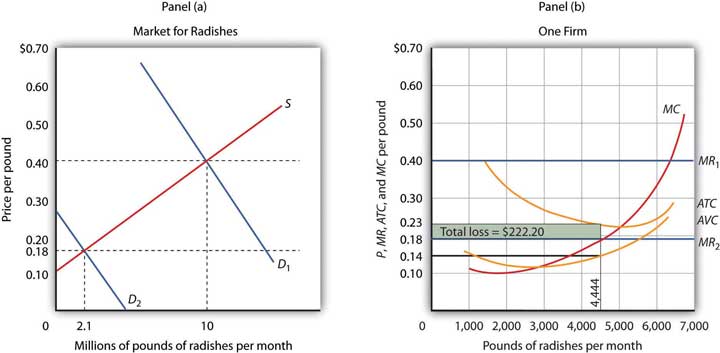 Panel (a)
Market for Radishes
Price per pound
$0.70
0.60
0.50
0.40
0.30
0.20
0.18
0.10
0
2.1
10
S
D1
D2
Millions of pounds of radishes per month
Panel (b)
One Firm
P, MR, ATC, and MC per pound
$0.70
0.60
0.50
0.40
0.30
0.23
0.18
0.14
0.10
Total loss = $222.20
MC
MR1
ATC
AVC
MR2
4,444
0
1,000
2,000
3,000
4,000
5,000
6,000
7,000
Pounds of radishes per month